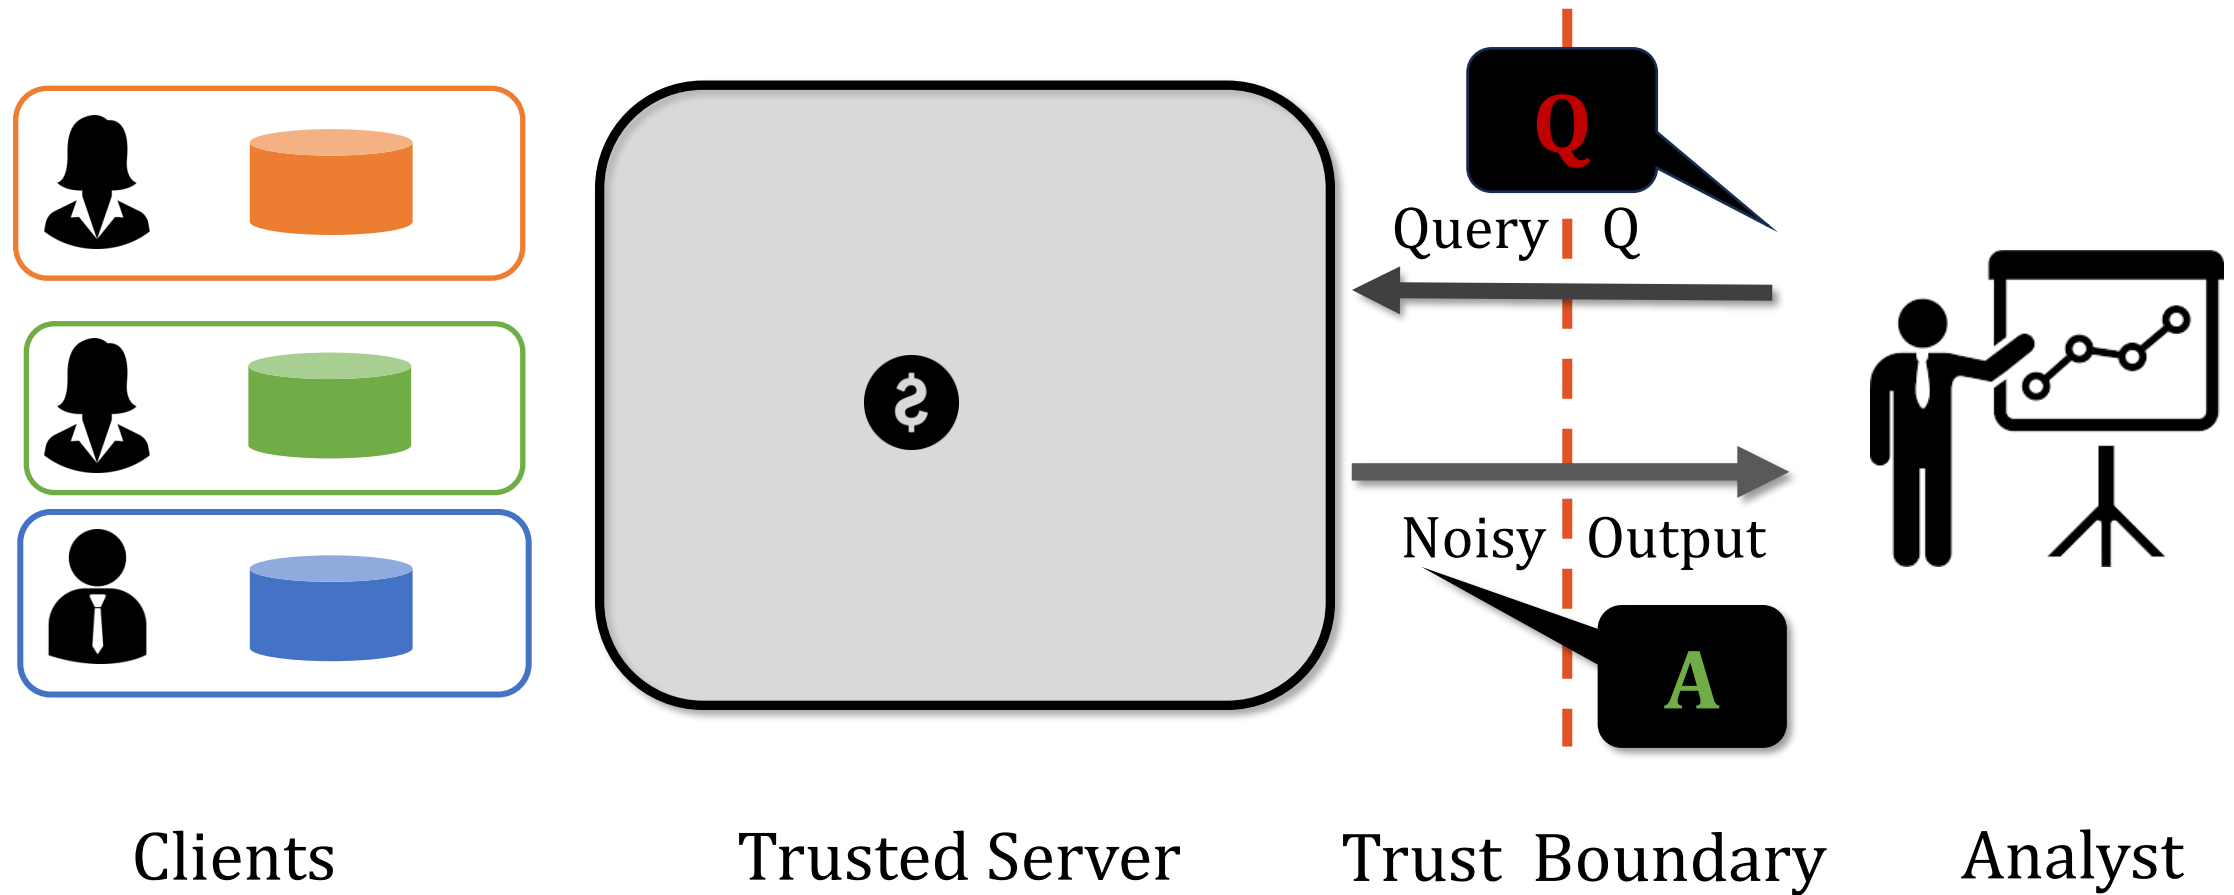 Q
Query Q
$
Noisy Output
A
Clients
Trusted Server
Trust Boundary
Analyst